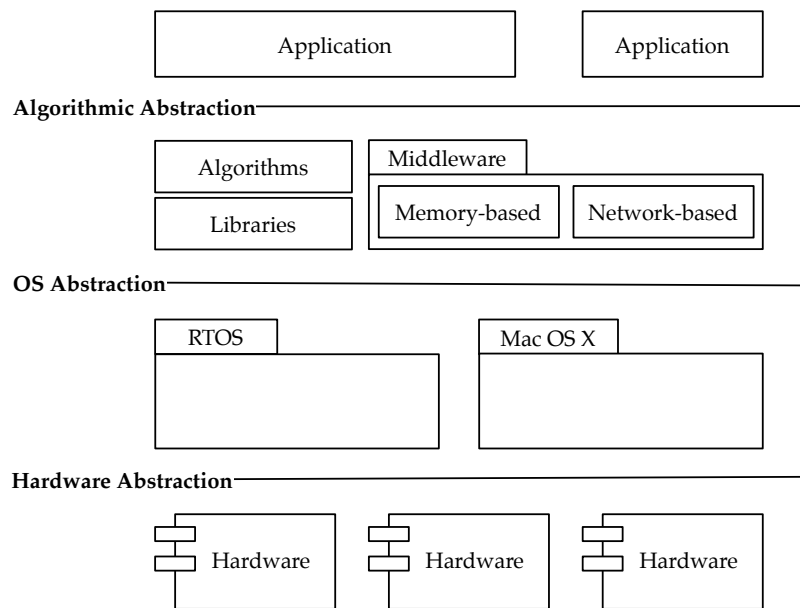 Application
Application
Algorithmic Abstraction
Algorithms
Middleware
Memory-based
Network-based
Libraries
OS Abstraction
RTOS
Mac OS X
Hardware Abstraction
Hardware
Hardware
Hardware